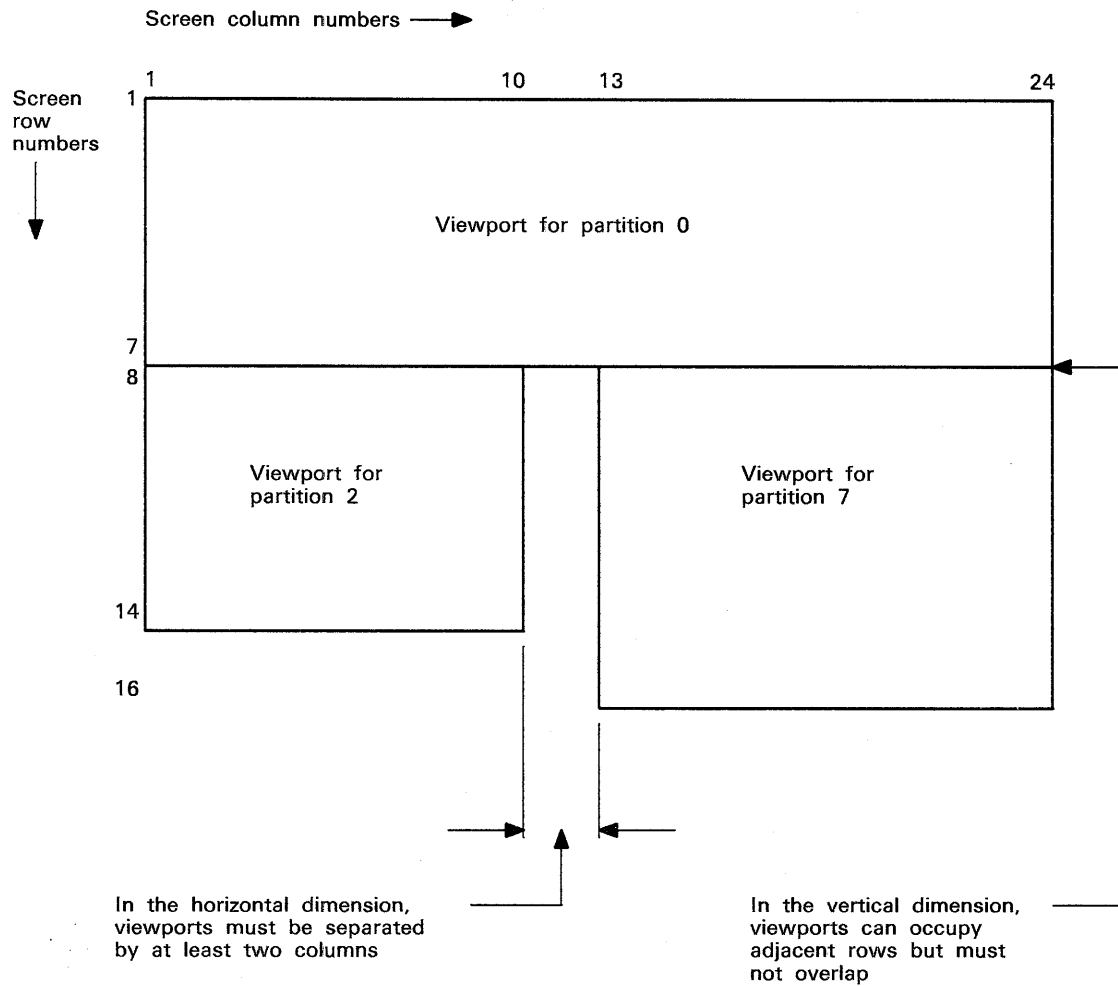 Screen column numbers
1 10 13 24
Screen
row
numbers
1
Viewport for partition 0
7
8
Viewport for
partition 2
Viewport for
partition 7
14
16
In the horizontal dimension,
viewports must be separated
by at least two columns
In the vertical dimension,
viewports can occupy
adjacent rows but must
not overlap